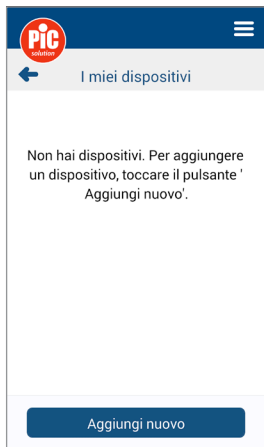 PiC
solution
I miei dispositivi
Non hai dispositivi. Per aggiungere
un dispositivo, toccare il pulsante '
Aggiungi nuovo'.
Aggiungi nuovo